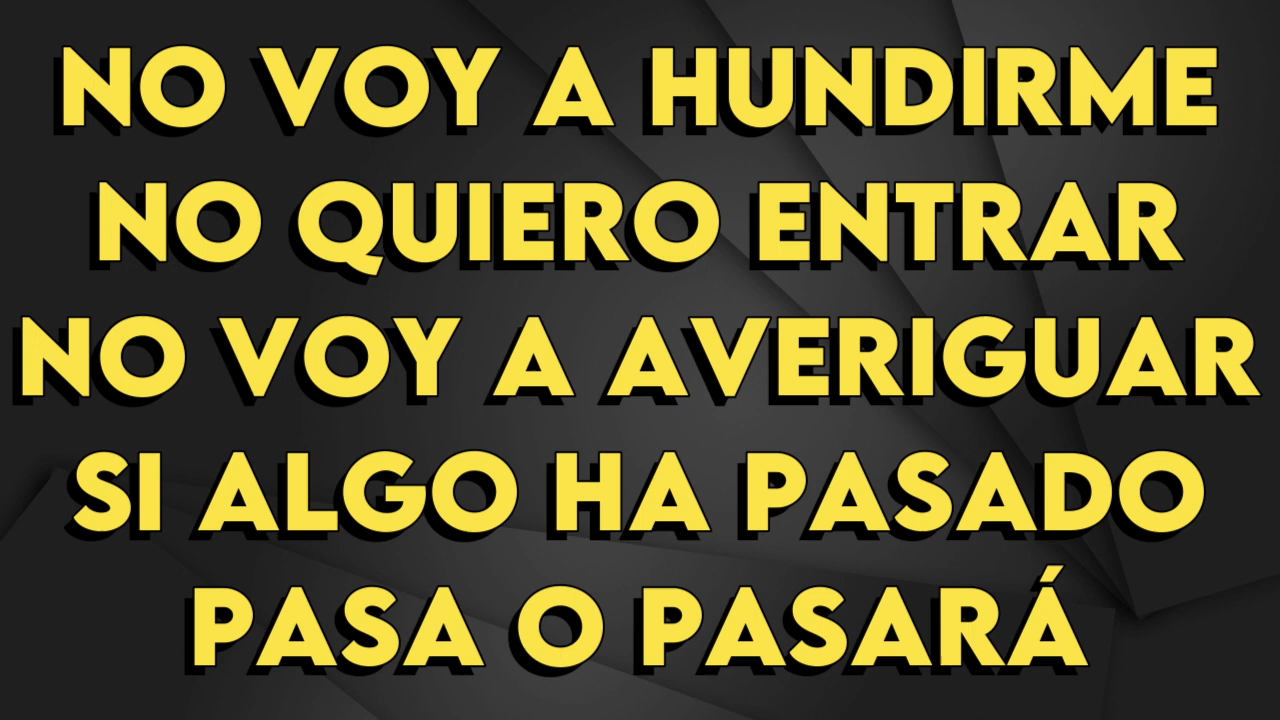 NO VOY A HUNDIRME
NO QUIERO ENTRAR
NO VOY A AVERIGUAR
SI ALGO HA PASADO
PASA O PASARÁ